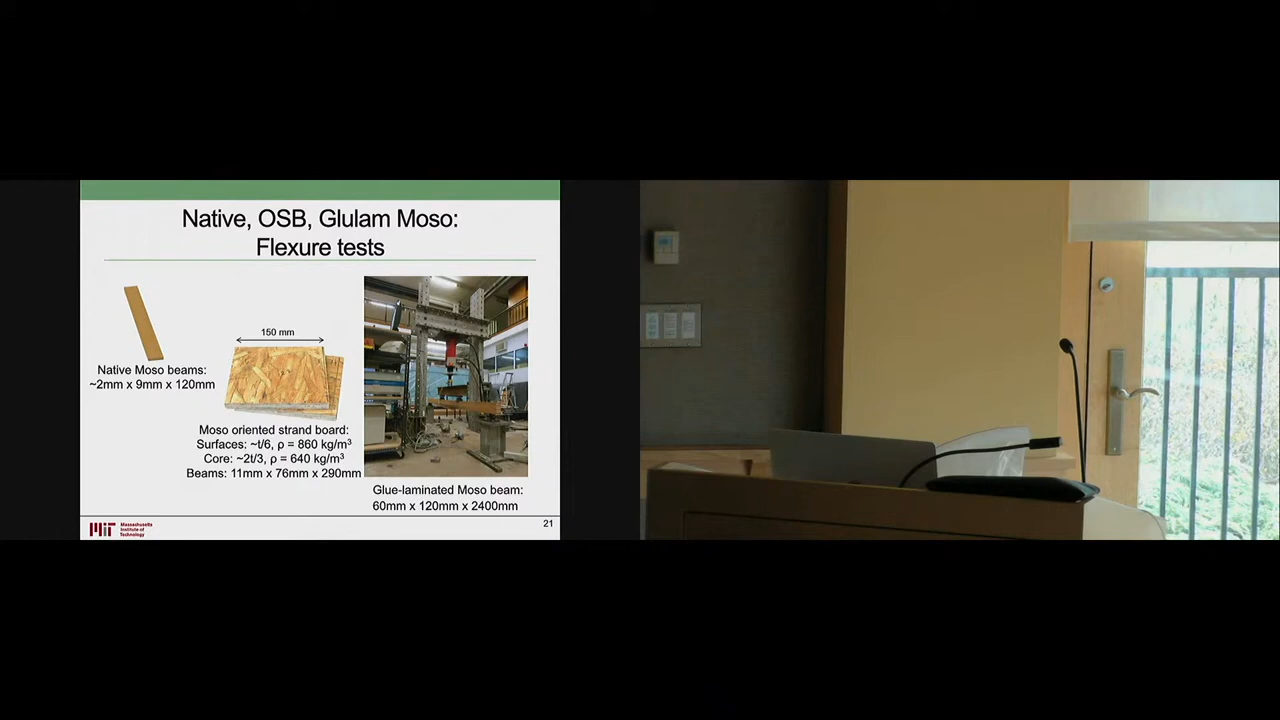 Native, OSB, Glulam Moso:
Flexure tests
150 mm
Native Moso beams:
~2mm x 9mm x 120mm
Moso oriented strand board:
Surfaces: ~t/6, ρ = 860 kg/m³
Core: ~2t/3, ρ = 640 kg/m³
Beams: 11mm x 76mm x 290mm
Glue-laminated Moso beam:
60mm x 120mm x 2400mm
MIT
Massachusetts
Institute of
Technology
21